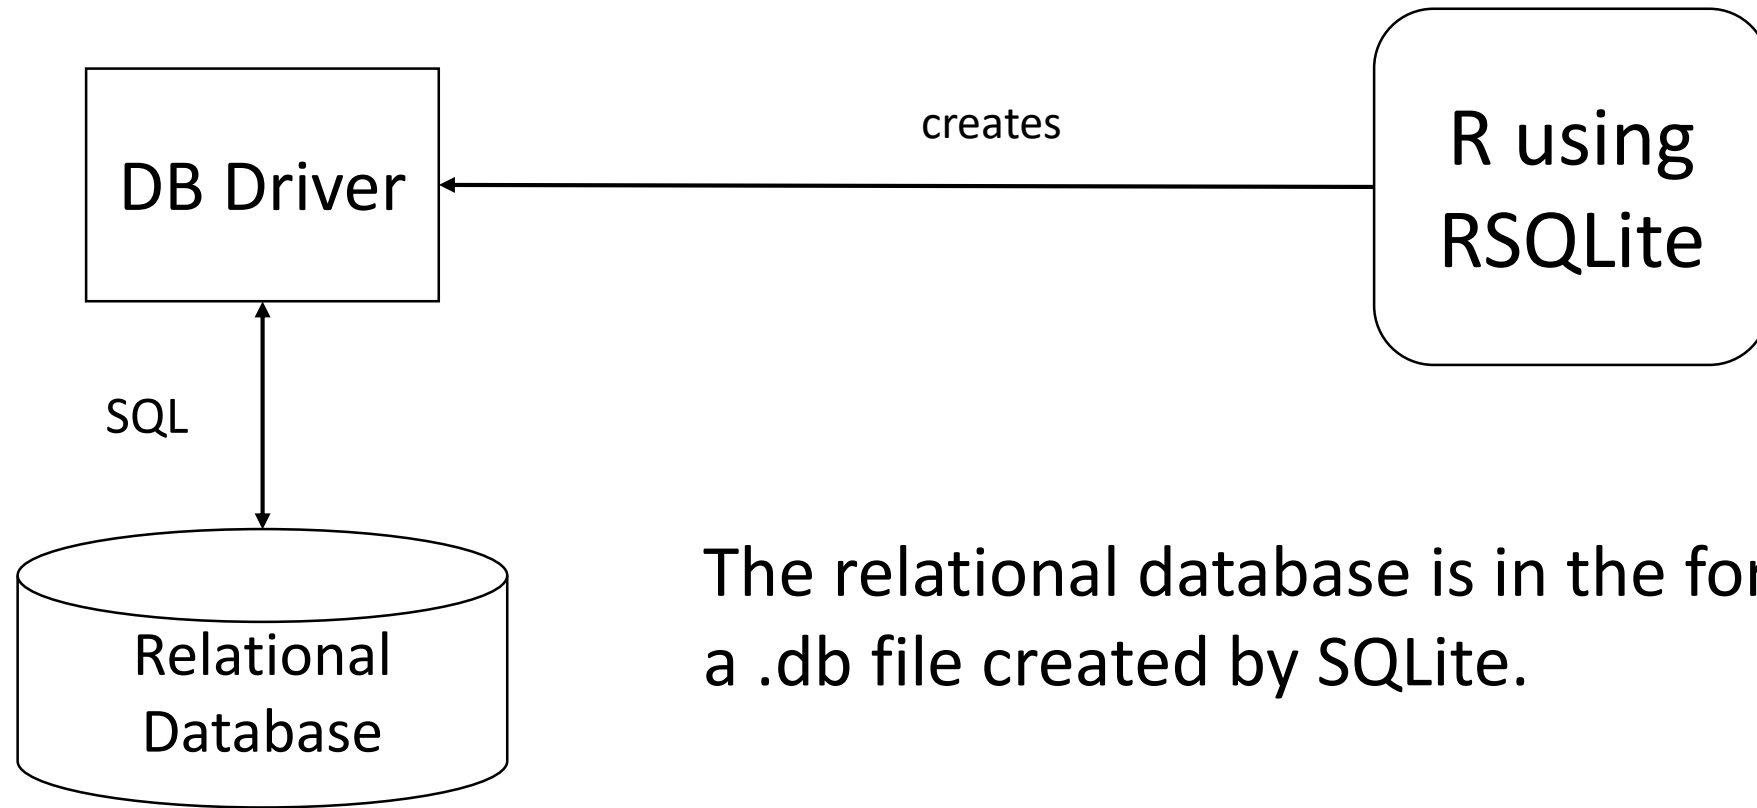 DB Driver
creates
R using
RSQLite
SQL
The relational database is in the
a .db file created by SQLite.
Relational
Database